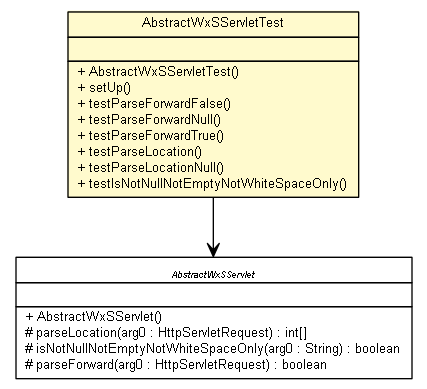 AbstractWxSServletTest
+ AbstractWxSServletTest()
+ setUp()
+ testParseForwardFalse()
+ testParseForwardNull()
+ testParseForwardTrue()
+ testParseLocation()
+ testParseLocationNull()
+ testIsNotNullNotEmptyNotWhiteSpaceOnly()
AbstractWxSServlet
+ AbstractWxSServlet()
# parseLocation(arg0 : HttpServletRequest) : int[]
# isNotNullNotEmptyNotWhiteSpaceOnly(arg0 : String) : boolean
# parseForward(arg0 : HttpServletRequest) : boolean